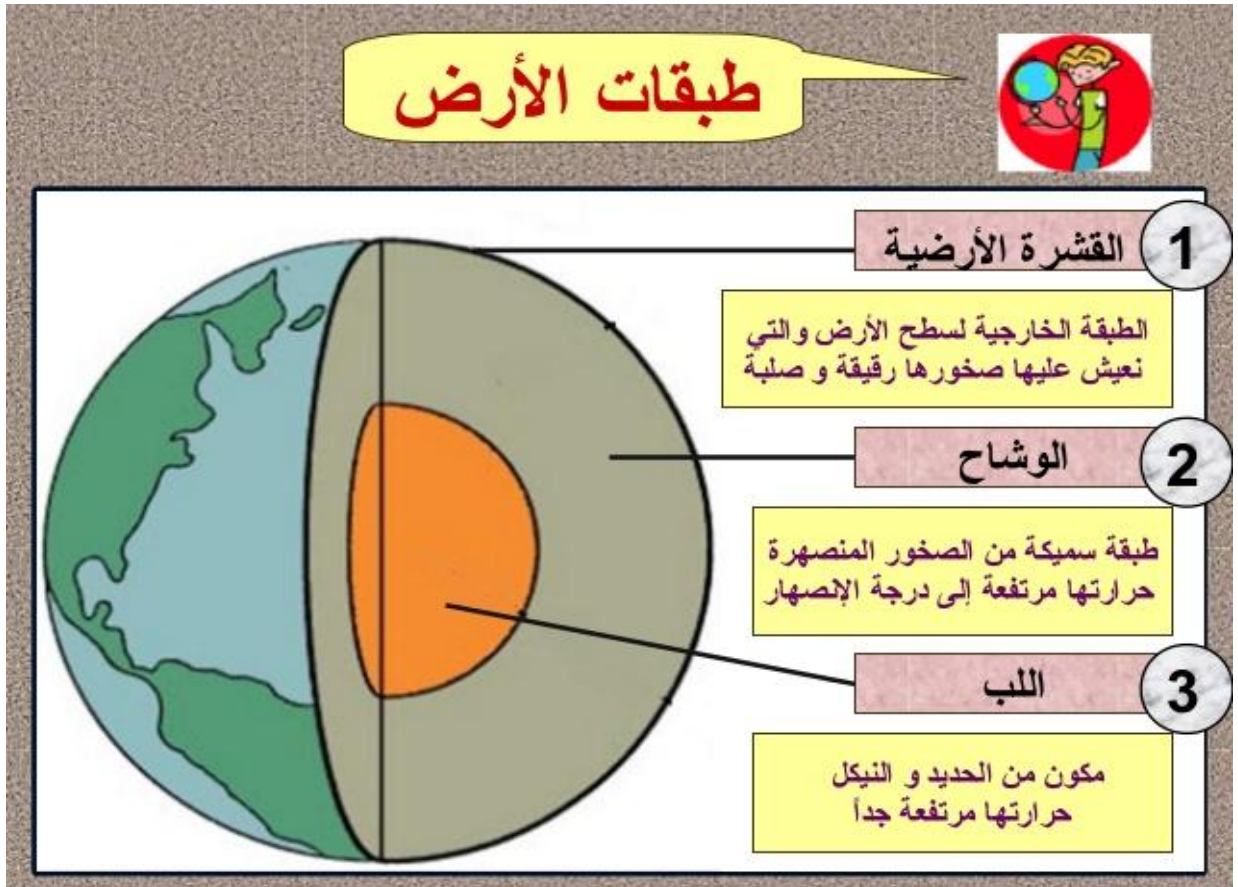 طبقات الأرض
القشرة الأرضية
1
الطبقة الخارجية لسطح الأرض والتي
نعيش عليها صخورها رقيقة و صلبة
الوشاح
2
طبقة سميكة من الصخور المنصهرة
حرارتها مرتفعة إلى درجة الإنصهار
اللب
3
مكون من الحديد و النيكل
حرارتها مرتفعة جداً